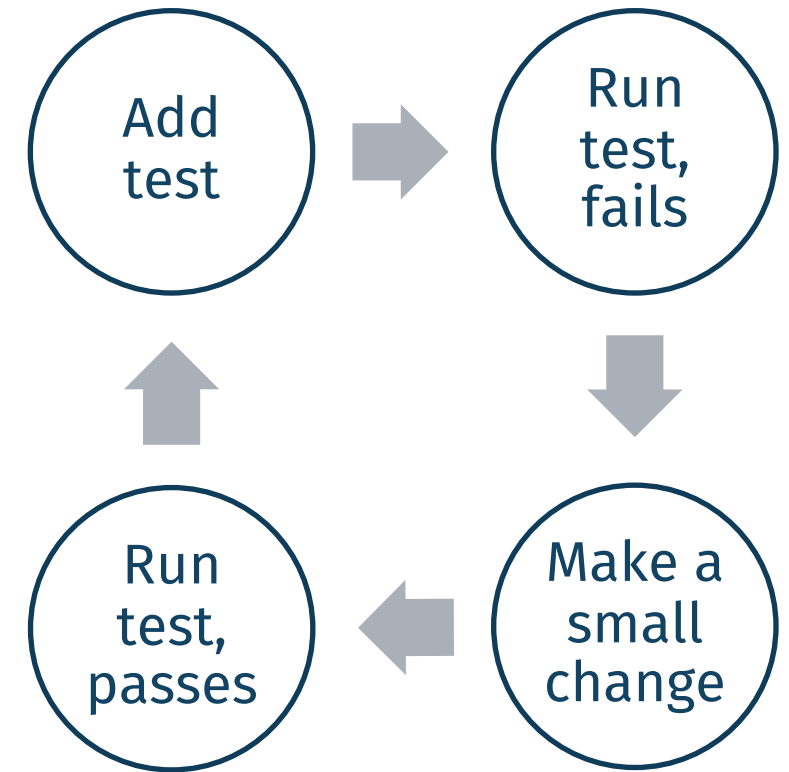 Add
test
Run
test,
fails
Make a
small
change
Run
test,
passes